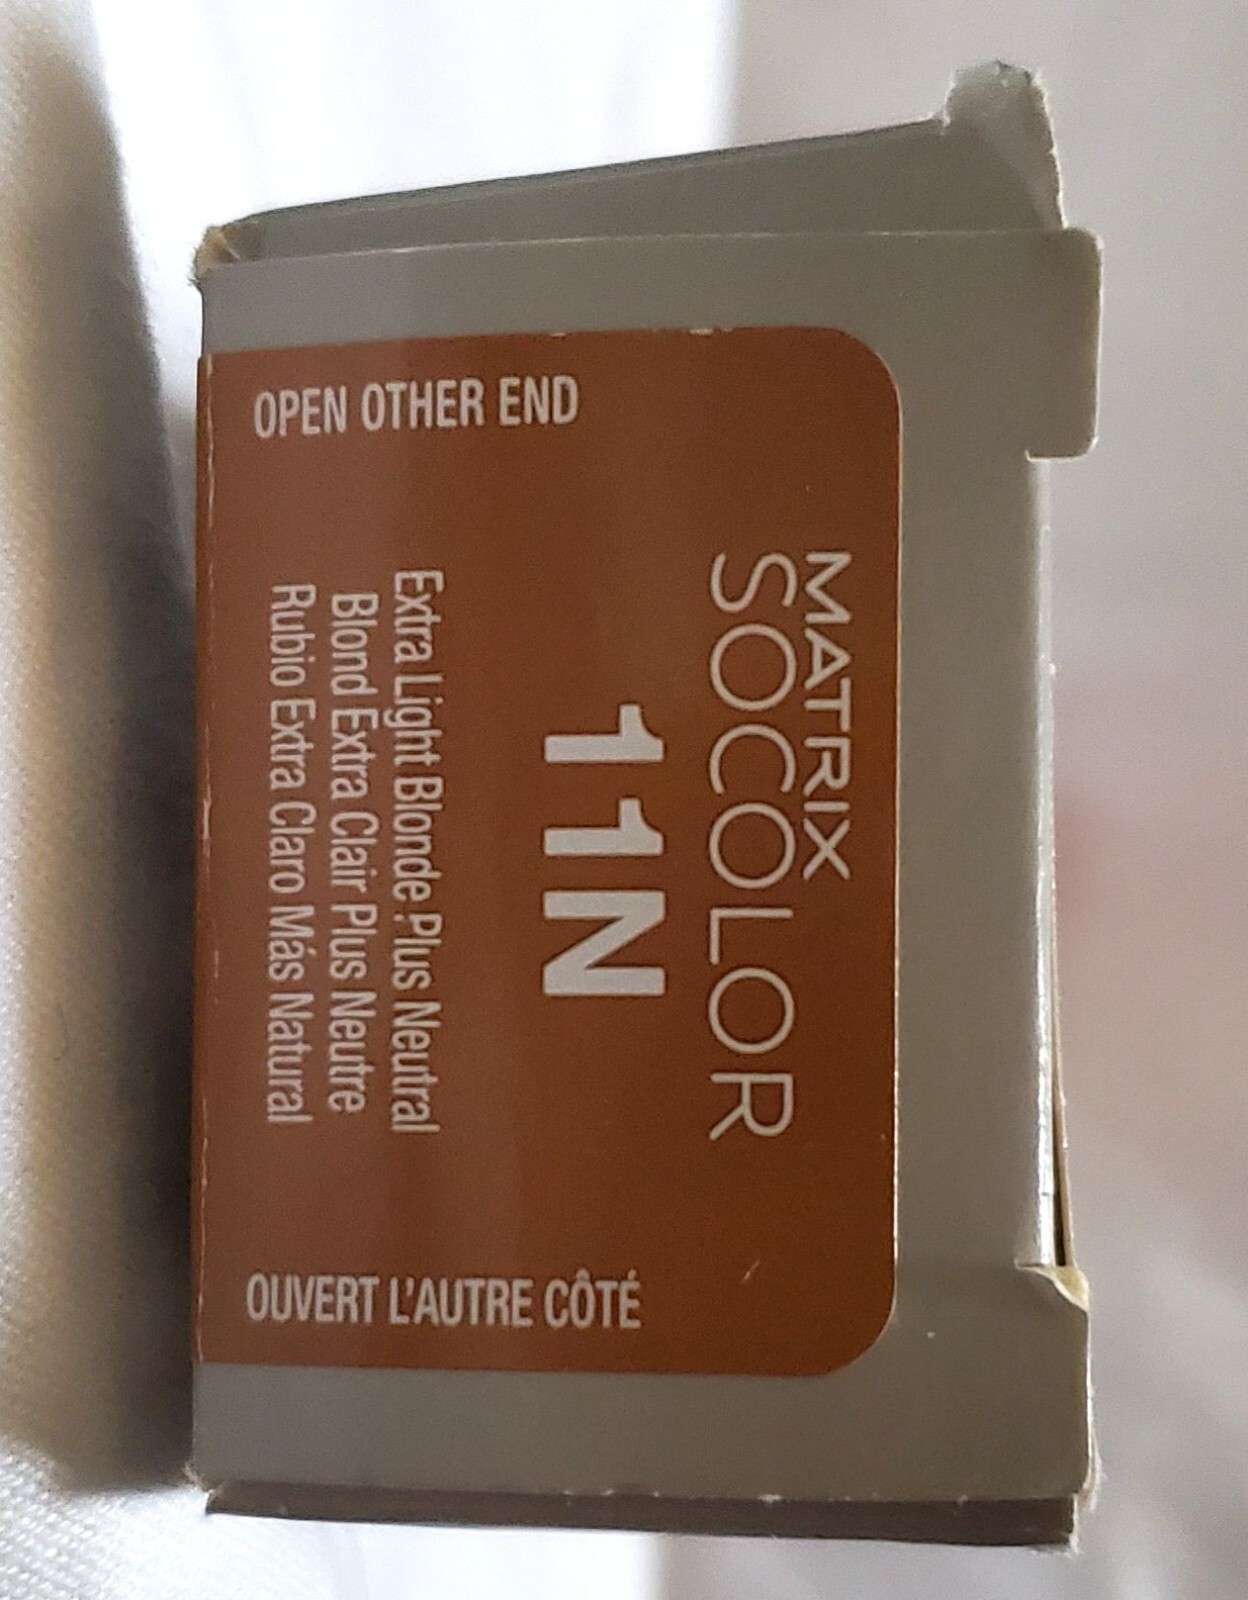 MATRIX
SOCOLOR
11N
Extra Light Blonde Plus Neutral
Blond Extra Clair Plus Neutre
Rubio Extra Claro Más Natural
OPEN OTHER END
OUVERT L'AUTRE CÔTÉ